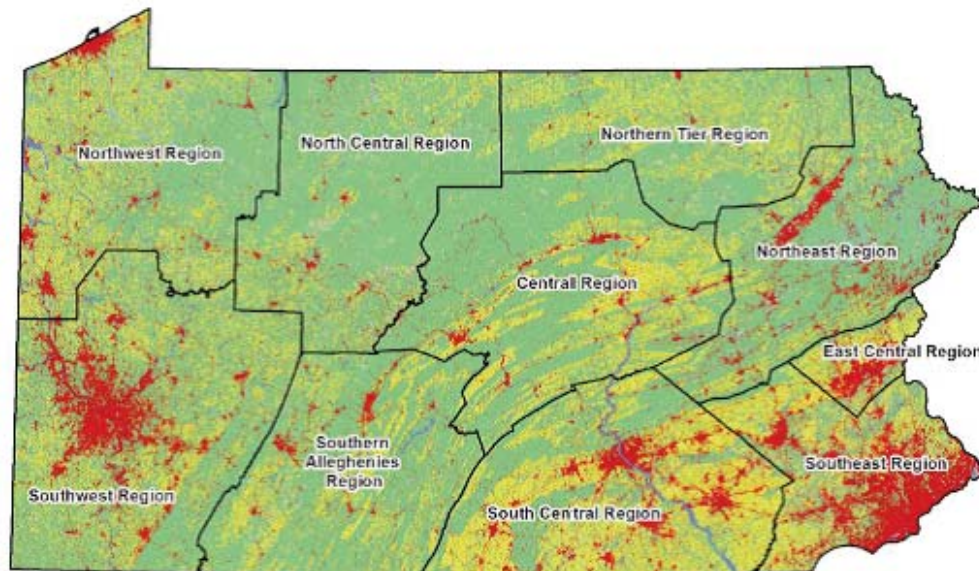 Northern Tier Region
North Central Region
Northwest Region
Northeast Region
Central Region
East Central Region
Southern
Alleghenies
Region
Southeast Region
Southwest Region
South Central Region